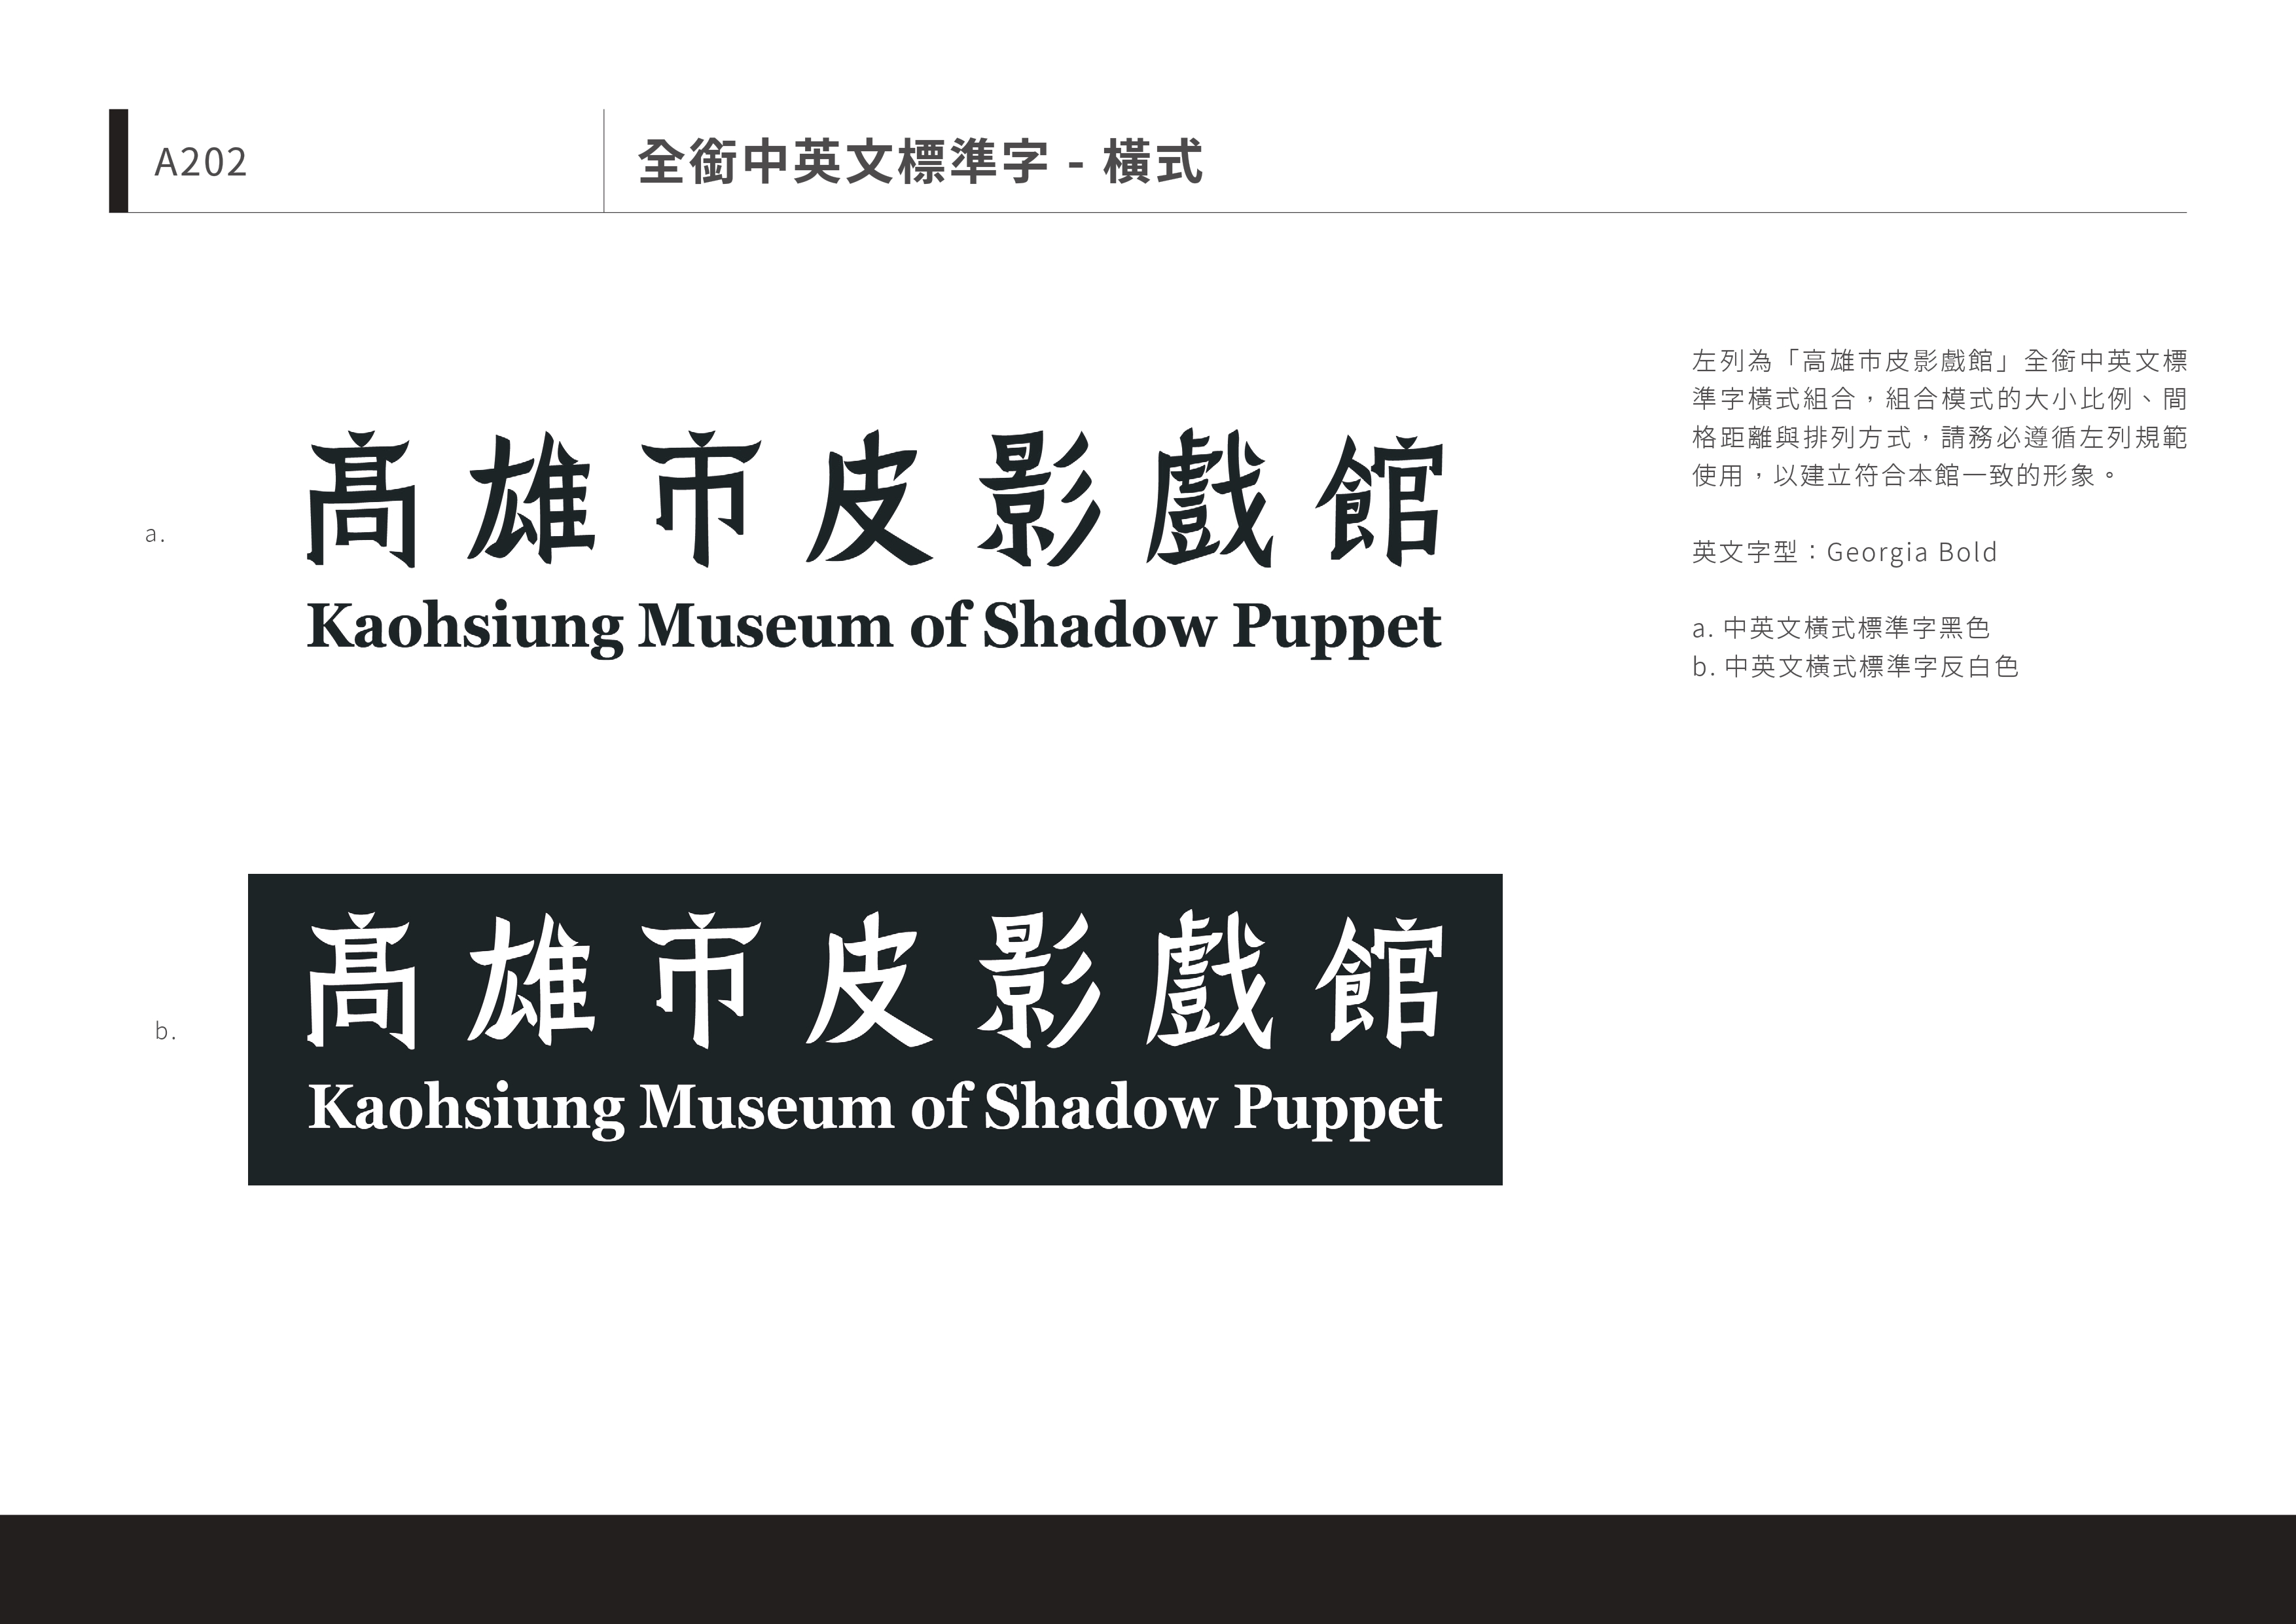 A202
全銜中英文標準字 - 橫式
左列為「高雄市皮影戲館」全銜中英文標
準字橫式組合，組合模式的大小比例、間
格距離與排列方式，請務必遵循左列規範
使用，以建立符合本館一致的形象。
英文字型：Georgia Bold
a. 中英文橫式標準字黑色
b. 中英文橫式標準字反白色
a.
高雄市皮影戲館
Kaohsiung Museum of Shadow Puppet
b.
高雄市皮影戲館
Kaohsiung Museum of Shadow Puppet